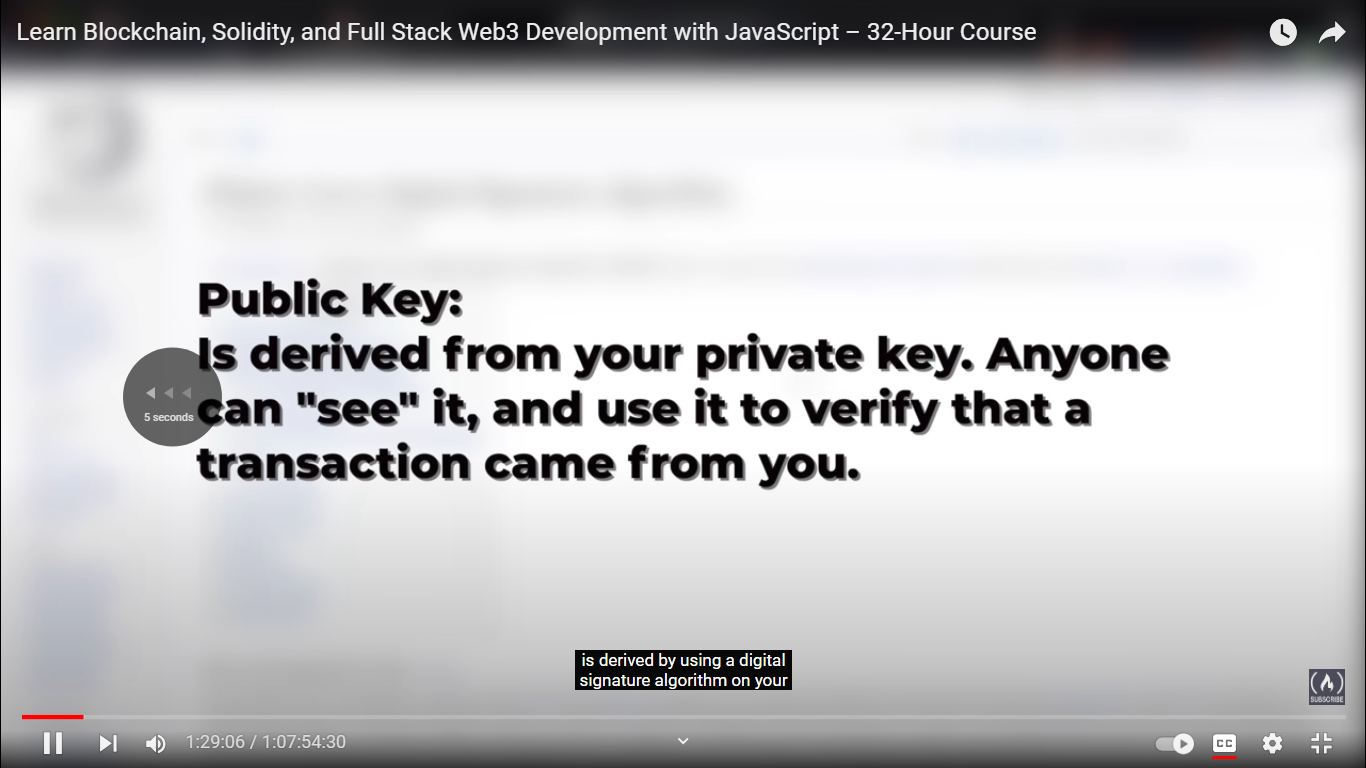 Learn Blockchain, Solidity, and Full Stack Web3 Development with JavaScript – 32-Hour Course
Public Key:
Is derived from your private key. Anyone
can "see" it, and use it to verify that a
transaction came from you.
5 seconds
is derived by using a digital
signature algorithm on your
SUBSCRIBE
1:29:06 / 1:07:54:30
CC